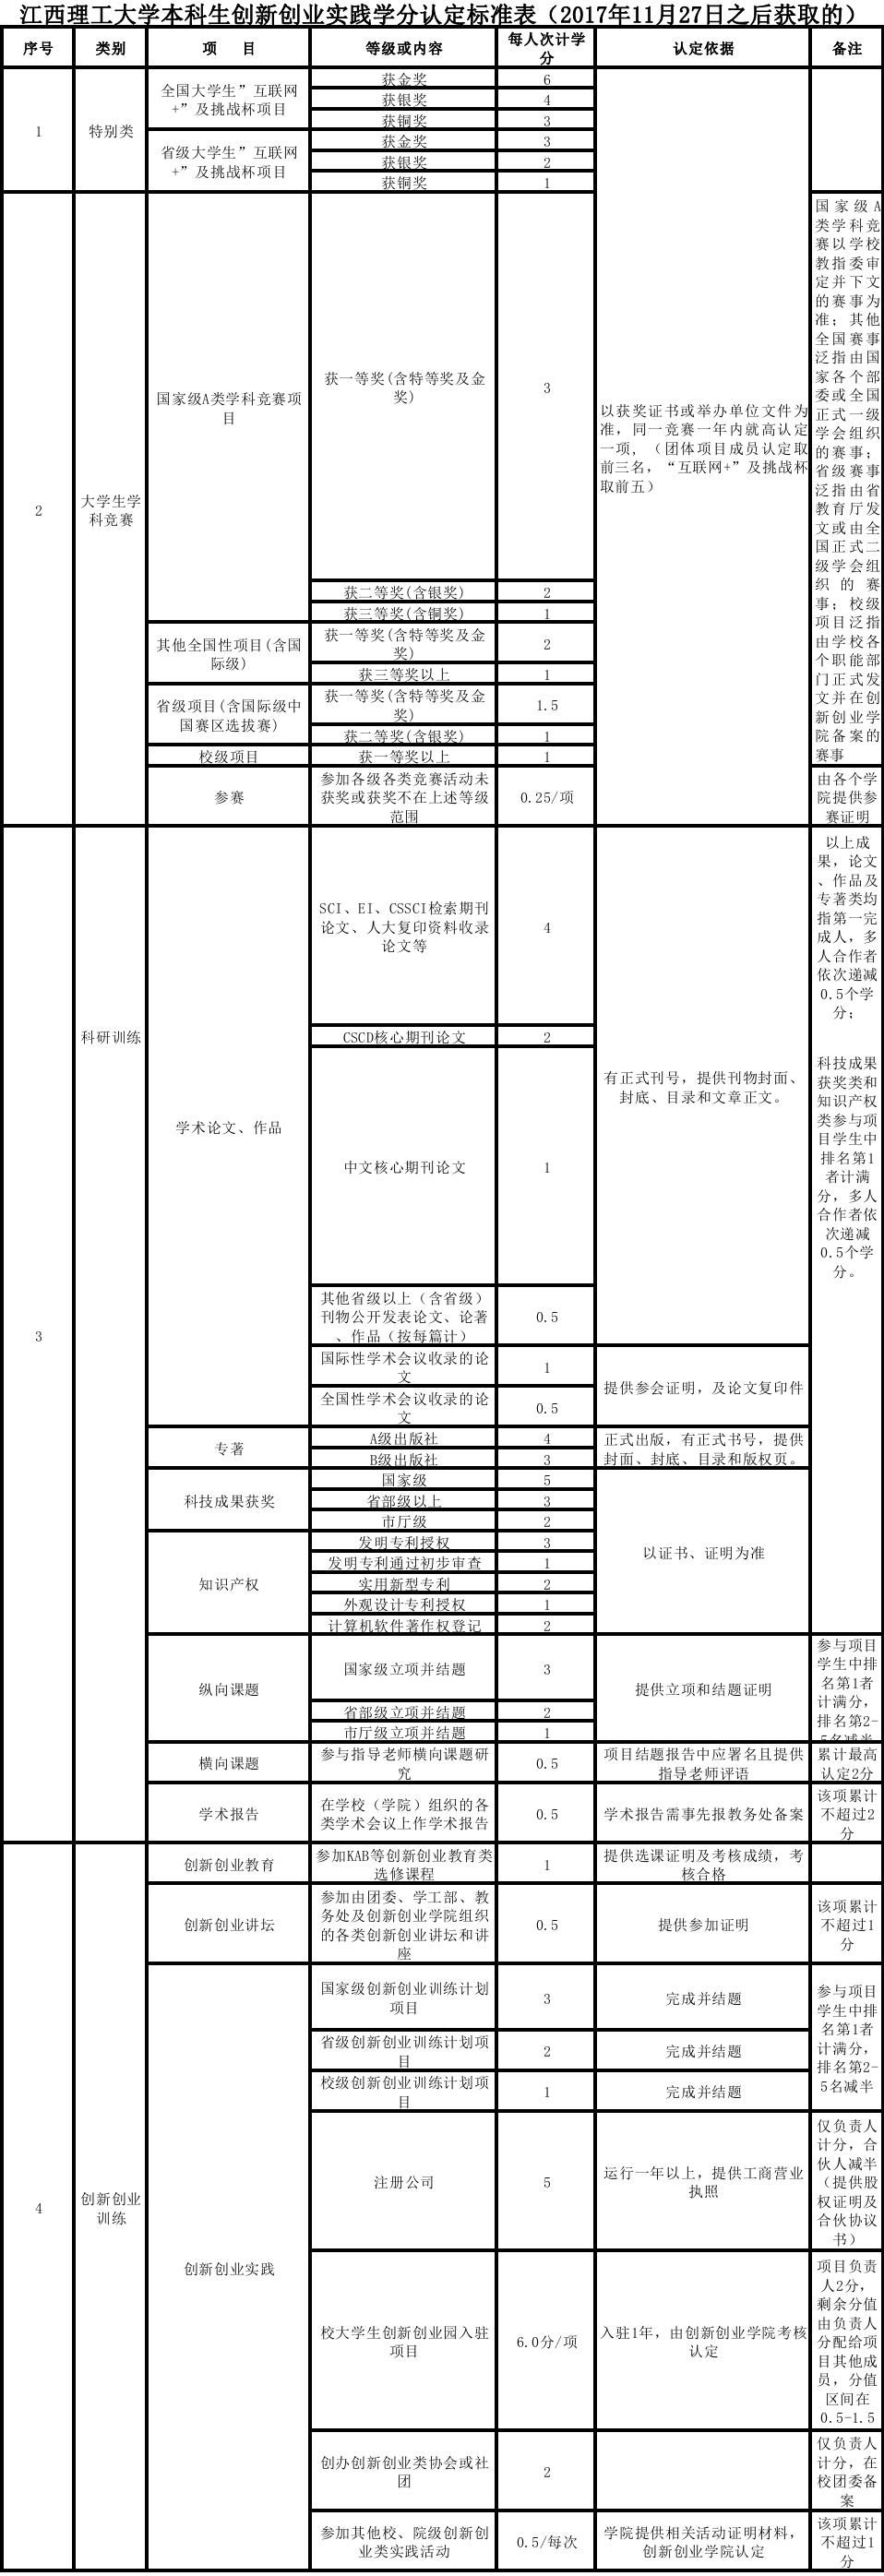 江西理工大学本科生创新创业实践学分认定标准表（2017年11月27日之后获取的）
序号
类别
项 目
等级或内容
每人次计学
分
认定依据
备注
1
特别类
全国大学生”互联网
+”及挑战杯项目
获金奖
6
获银奖
4
获铜奖
3
省级大学生”互联网
+”及挑战杯项目
获金奖
3
获银奖
2
获铜奖
1
以获奖证书或举办单位文件为
准，同一竞赛一年内就高认定
一项，（团体项目成员认定取
前三名，“互联网+”及挑战杯
取前五）
2
大学生学
科竞赛
国家级A类学科竞赛项
目
获一等奖(含特等奖及金
奖)
3
获二等奖(含银奖)
2
获三等奖(含铜奖)
1
其他全国性项目(含国
际级)
获一等奖(含特等奖及金
奖)
2
获三等奖以上
1
省级项目(含国际级中
国赛区选拔赛)
获一等奖(含特等奖及金
奖)
1.5
获二等奖(含银奖)
1
校级项目
获一等奖以上
1
国家级A
类学科竞
赛以学校
教指委审
定并下文
的赛事为
准；其他
全国赛事
泛指由国
家各个部
委或全国
正式一级
学会组织
的赛事；
省级赛事
泛指由省
教育厅发
文或由全
国正式二
级学会组
织的赛
事；校级
项目泛指
由学校各
个职能部
门正式发
文并在创
新创业学
院备案的
赛事
参赛
参加各级各类竞赛活动未
获奖或获奖不在上述等级
范围
0.25/项
由各个学
院提供参
赛证明
3
科研训练
学术论文、作品
SCI、EI、CSSCI检索期刊
论文、人大复印资料收录
论文等
4
CSCD核心期刊论文
2
中文核心期刊论文
1
其他省级以上（含省级）
刊物公开发表论文、论著
、作品（按每篇计）
0.5
有正式刊号，提供刊物封面、
封底、目录和文章正文。
以上成
果，论文
、作品及
专著类均
指第一完
成人，多
人合作者
依次递减
0.5个学
分；
科技成果
获奖类和
知识产权
类参与项
目学生中
排名第1
者计满
分，多人
合作者依
次递减
0.5个学
分。
国际性学术会议收录的论
文
1
全国性学术会议收录的论
文
0.5
提供参会证明，及论文复印件
专著
A级出版社
4
B级出版社
3
正式出版，有正式书号，提供
封面、封底、目录和版权页。
科技成果获奖
国家级
5
省部级以上
3
市厅级
2
知识产权
发明专利授权
3
发明专利通过初步审查
1
实用新型专利
2
外观设计专利授权
1
计算机软件著作权登记
2
以证书、证明为准
纵向课题
国家级立项并结题
3
省部级立项并结题
2
市厅级立项并结题
1
提供立项和结题证明
参与项目
学生中排
名第1者
计满分，
排名第2-
5名减半
横向课题
参与指导老师横向课题研
究
0.5
项目结题报告中应署名且提供
指导老师评语
累计最高
认定2分
学术报告
在学校（学院）组织的各
类学术会议上作学术报告
0.5
学术报告需事先报教务处备案
该项累计
不超过2
分
4
创新创业
训练
创新创业教育
参加KAB等创新创业教育类
选修课程
1
提供选课证明及考核成绩，考
核合格
创新创业讲坛
参加由团委、学工部、教
务处及创新创业学院组织
的各类创新创业讲坛和讲
座
0.5
提供参加证明
该项累计
不超过1
分
创新创业实践
国家级创新创业训练计划
项目
3
完成并结题
省级创新创业训练计划项
目
2
完成并结题
校级创新创业训练计划项
目
1
完成并结题
参与项目
学生中排
名第1者
计满分，
排名第2-
5名减半
注册公司
5
运行一年以上，提供工商营业
执照
仅负责人
计分，合
伙人减半
（提供股
权证明及
合伙协议
书）
校大学生创新创业园入驻
项目
6.0分/项
入驻1年，由创新创业学院考核
认定
项目负责
人2分，
剩余分值
由负责人
分配给项
目其他成
员，分值
区间在
0.5-1.5
创办创新创业类协会或社
团
2
仅负责人
计分，在
校团委备
案
参加其他校、院级创新创
业类实践活动
0.5/每次
学院提供相关活动证明材料，
创新创业学院认定
该项累计
不超过1
分